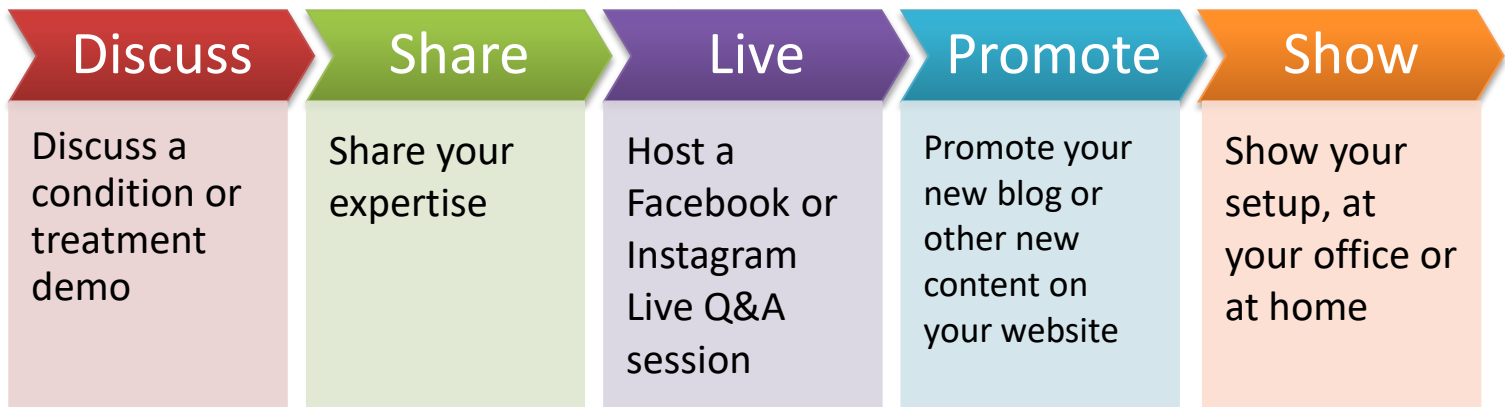 Discuss
Discuss a
condition or
treatment
demo
Share
Share your
expertise
Live
Host a
Facebook or
Instagram
Live Q&A
session
Promote
Promote your
new blog or
other new
content on
your website
Show
Show your
setup, at
your office or
at home